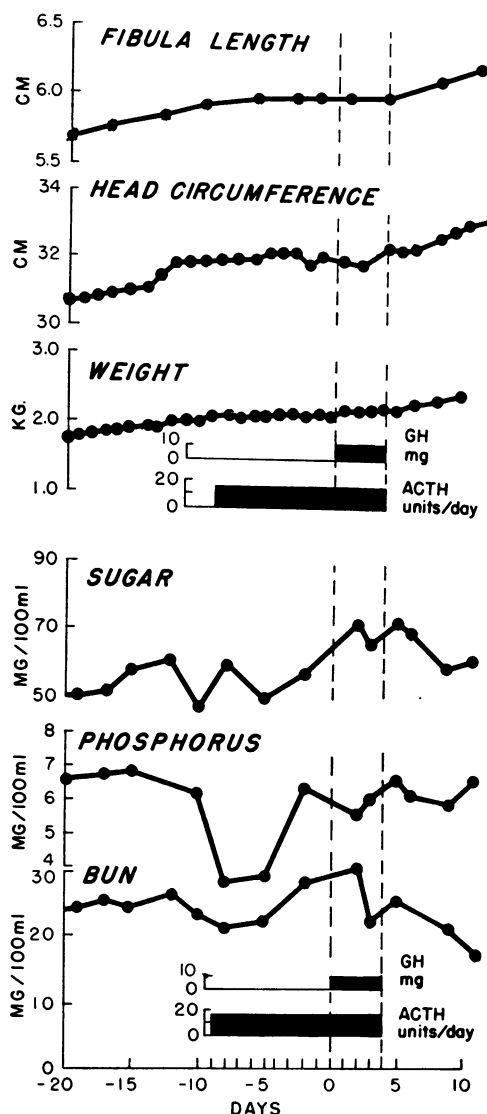 FIBULA LENGTH
CM
6.5
6.0
5.5
HEAD CIRCUMFERENCE
CM
34
32
30
WEIGHT
KG.
3.0
2.0
1.0
10
0
GH
mg
20
0
ACTH
units/day
SUGAR
MG/100ml
90
70
50
PHOSPHORUS
MG/100ml
8
7
6
5
4
BUN
MG/100ml
30
20
10
0
10
0
GH
mg
20
0
ACTH
units/day
-20 -15 -10 -5 0 5 10
DAYS